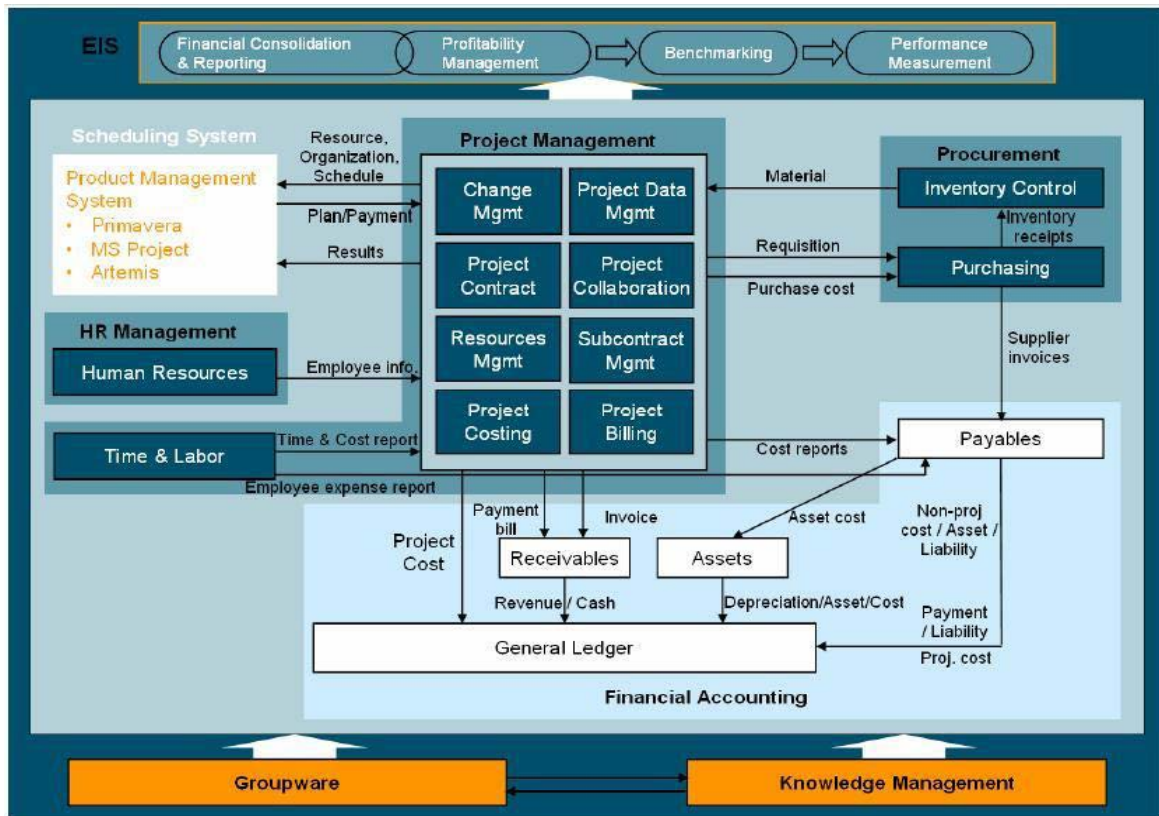 EIS
Financial Consolidation
& Reporting
Profitability
Management
Benchmarking
Performance
Measurement
Scheduling System
Product Management
System
• Primavera
• MS Project
• Artemis
Resource,
Organization,
Schedule
Plan/Payment
Results
Project Management
Change
Mgmt
Project Data
Mgmt
Project
Contract
Project
Collaboration
Resources
Mgmt
Subcontract
Mgmt
Project
Costing
Project
Billing
Material
Requisition
Purchase cost
Procurement
Inventory Control
Inventory
receipts
Purchasing
Supplier
invoices
HR Management
Human Resources
Employee info.
Time & Labor
Time & Cost report
Employee expense report
Cost reports
Payables
Project
Cost
Payment
bill
Invoice
Asset cost
Non-proj
cost / Asset /
Liability
Receivables
Assets
Revenue / Cash
Depreciation/Asset/Cost
Payment
/ Liability
Proj. cost
General Ledger
Financial Accounting
Groupware
Knowledge Management